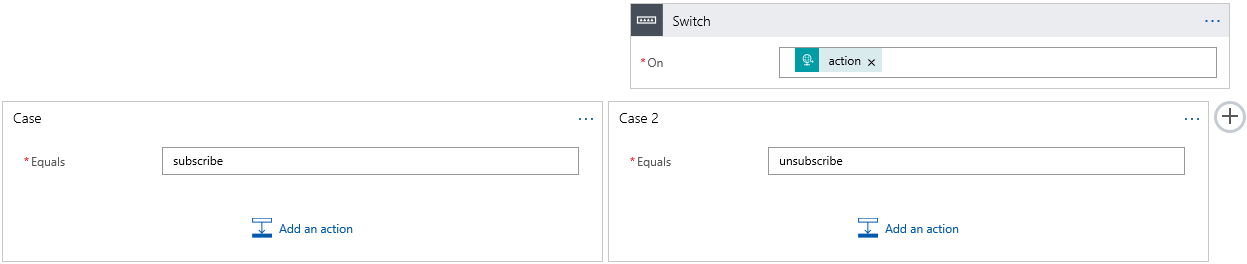 Switch ...
* On action ×
Case ...
* Equals subscribe
Add an action
Case 2 ...
* Equals unsubscribe
Add an action